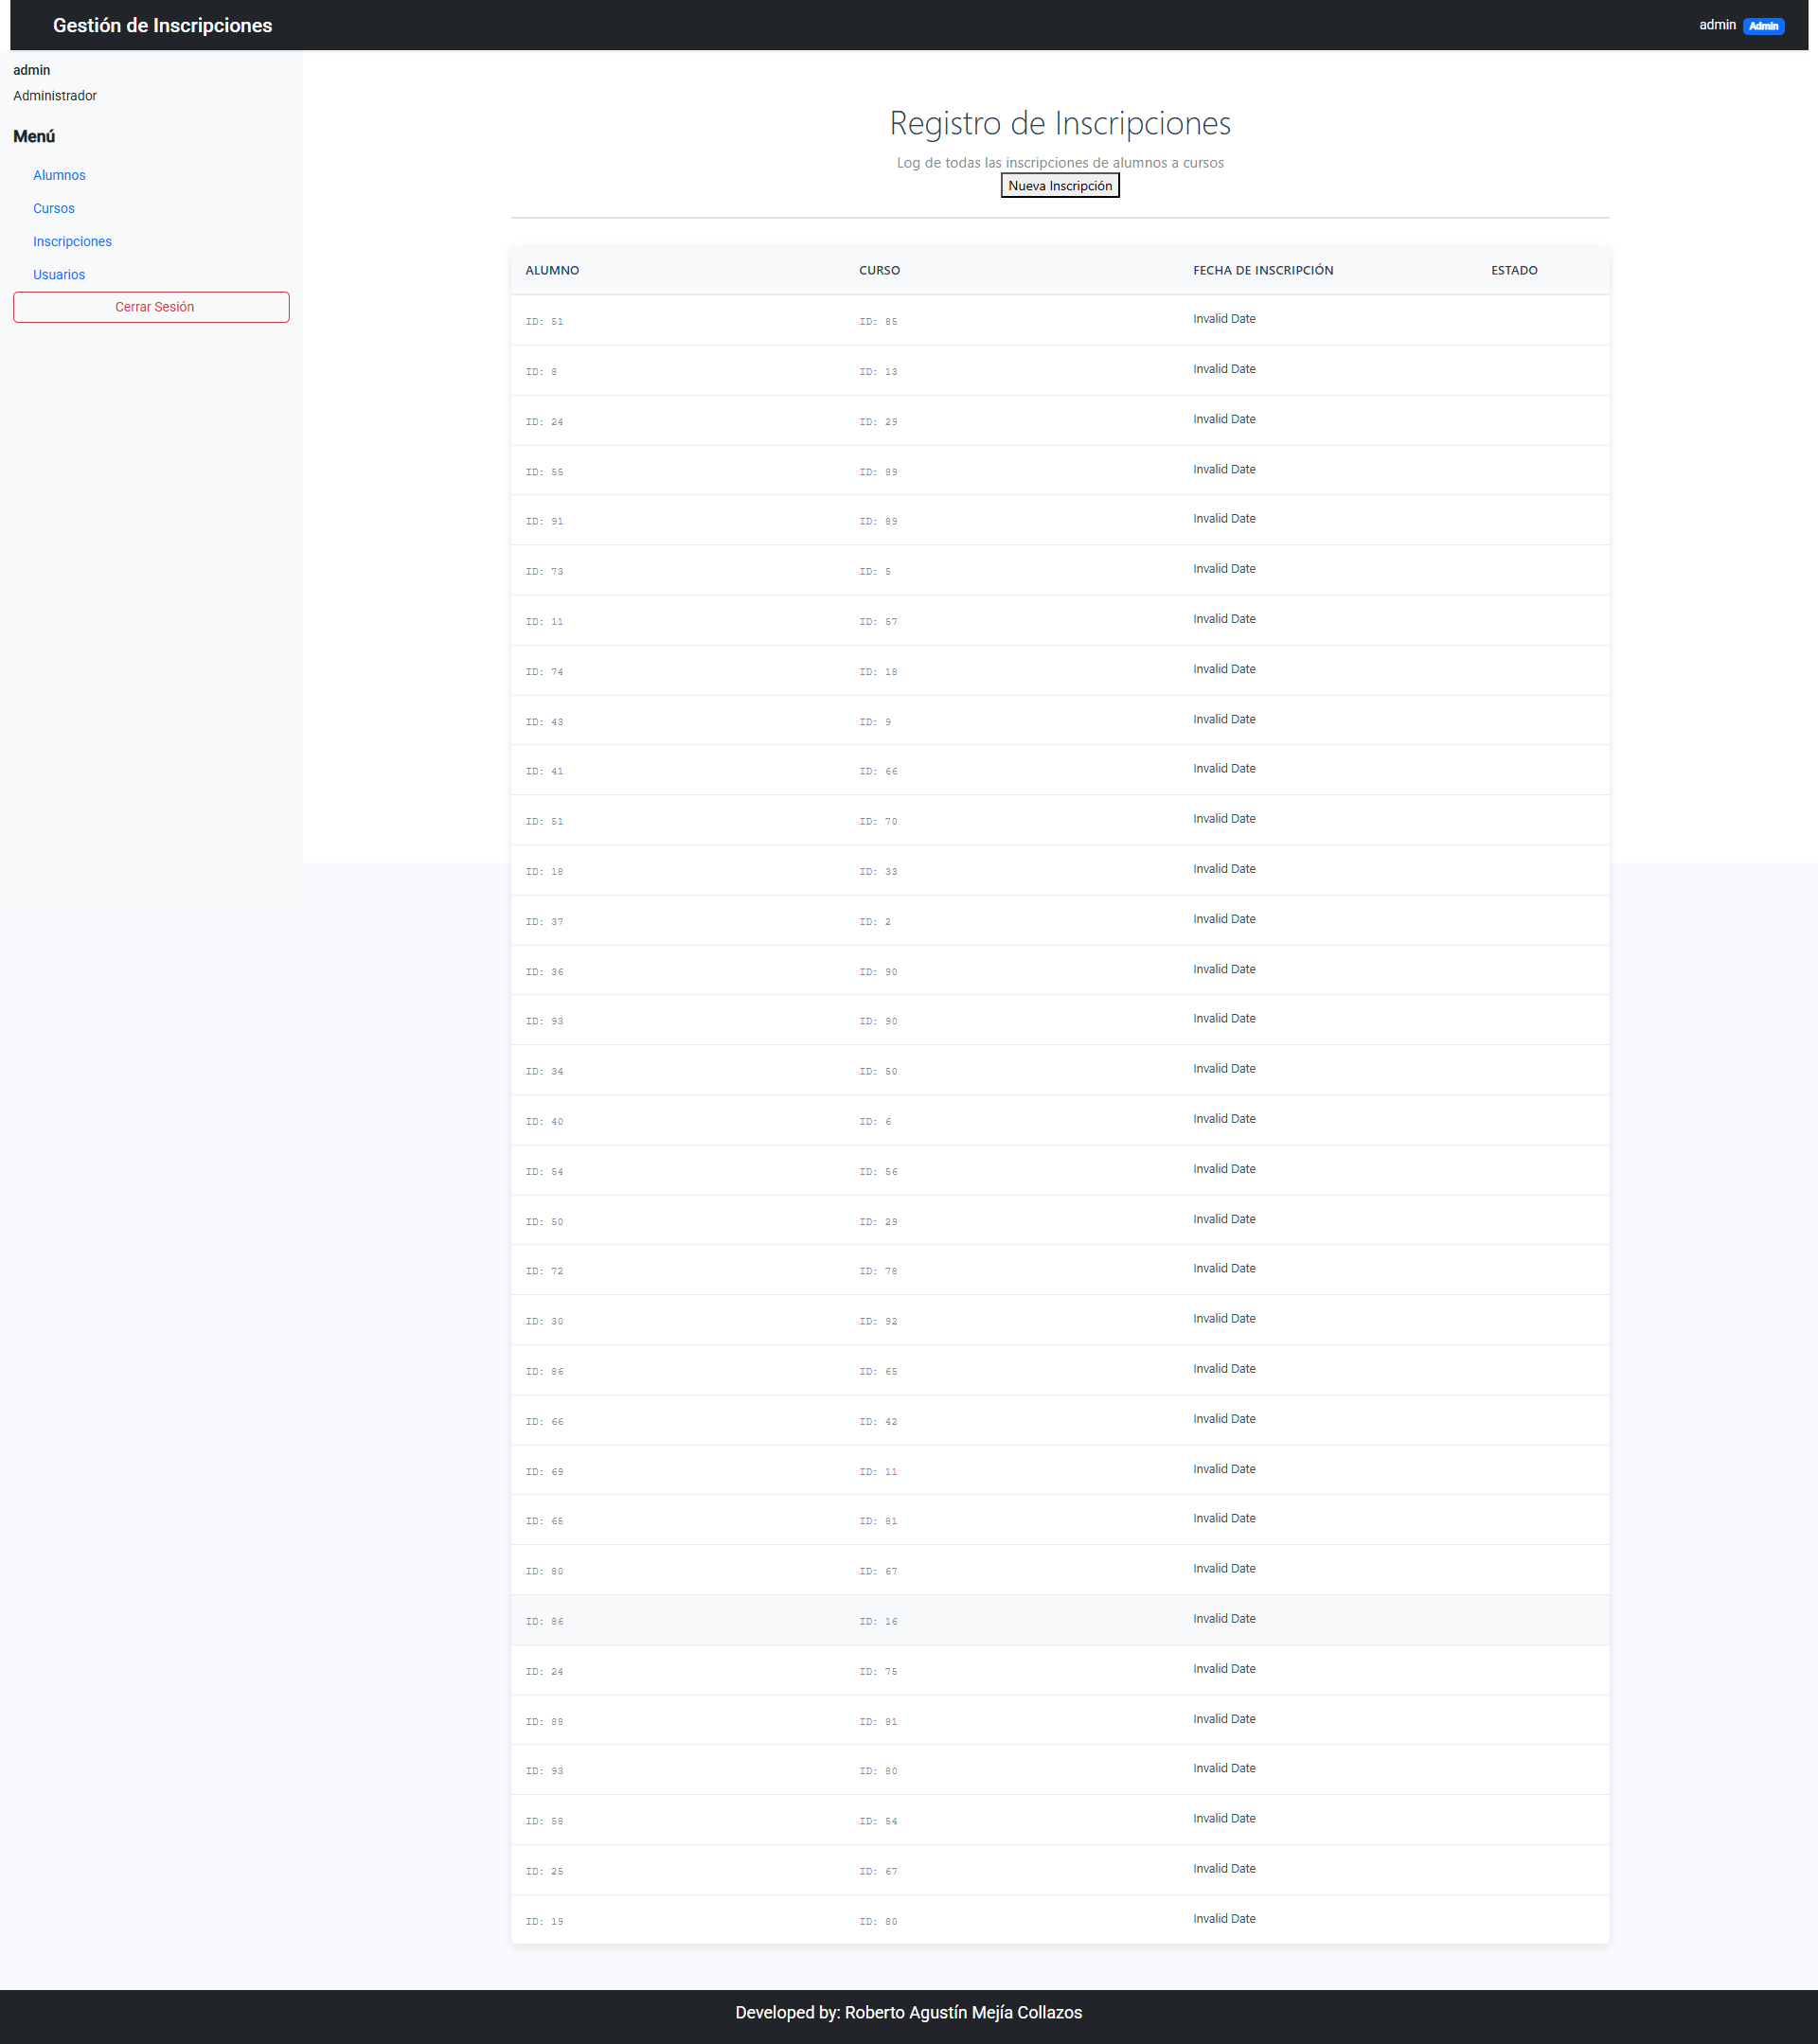 Gestión de Inscripciones
admin Admin
admin
Administrador
Menú
Alumnos
Cursos
Inscripciones
Usuarios
Cerrar Sesión
Registro de Inscripciones
Log de todas las inscripciones de alumnos a cursos
Nueva Inscripción
ALUMNO CURSO FECHA DE INSCRIPCIÓN ESTADO
ID: 51 ID: 85 Invalid Date
ID: 8 ID: 13 Invalid Date
ID: 24 ID: 29 Invalid Date
ID: 55 ID: 89 Invalid Date
ID: 91 ID: 89 Invalid Date
ID: 73 ID: 5 Invalid Date
ID: 11 ID: 57 Invalid Date
ID: 74 ID: 18 Invalid Date
ID: 43 ID: 9 Invalid Date
ID: 41 ID: 66 Invalid Date
ID: 51 ID: 70 Invalid Date
ID: 18 ID: 33 Invalid Date
ID: 37 ID: 2 Invalid Date
ID: 36 ID: 90 Invalid Date
ID: 93 ID: 90 Invalid Date
ID: 34 ID: 50 Invalid Date
ID: 40 ID: 6 Invalid Date
ID: 54 ID: 56 Invalid Date
ID: 50 ID: 29 Invalid Date
ID: 72 ID: 78 Invalid Date
ID: 30 ID: 92 Invalid Date
ID: 86 ID: 65 Invalid Date
ID: 66 ID: 42 Invalid Date
ID: 69 ID: 11 Invalid Date
ID: 65 ID: 81 Invalid Date
ID: 80 ID: 67 Invalid Date
ID: 86 ID: 16 Invalid Date
ID: 24 ID: 75 Invalid Date
ID: 88 ID: 81 Invalid Date
ID: 93 ID: 80 Invalid Date
ID: 58 ID: 54 Invalid Date
ID: 25 ID: 67 Invalid Date
ID: 19 ID: 80 Invalid Date
Developed by: Roberto Agustín Mejía Collazos